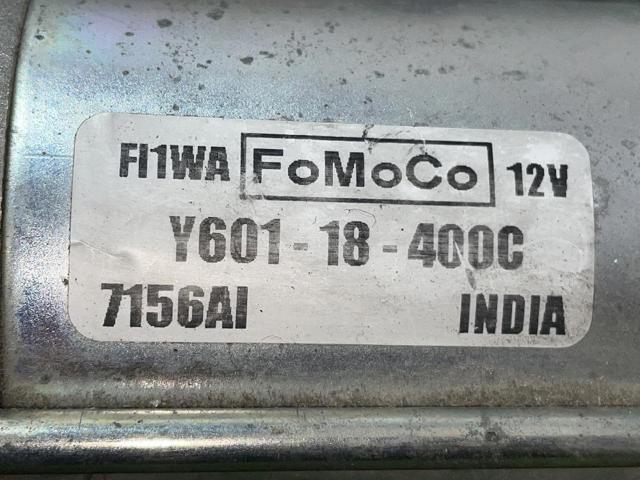 FI1WA FoMoCo 12V
Y601-18-400C
7156AI INDIA